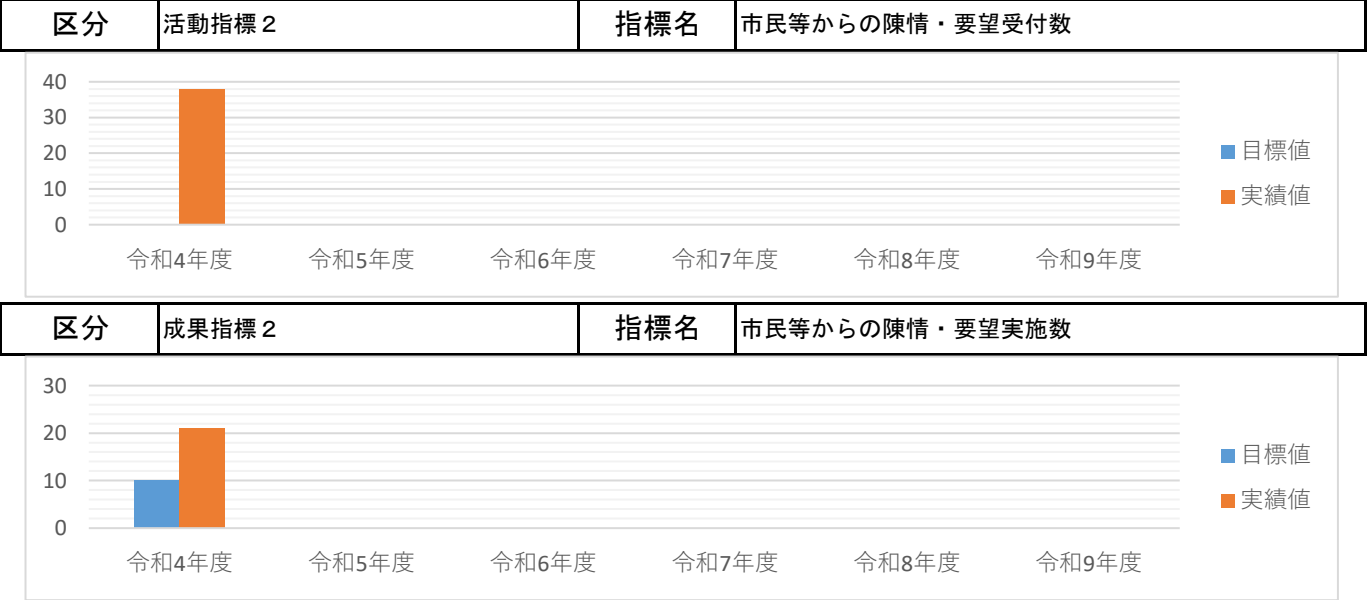 区分 活動指標２ 指標名 市民等からの陳情・要望受付数
40
30
20
10
0
令和4年度 令和5年度 令和6年度 令和7年度 令和8年度 令和9年度
目標値
実績値
区分 成果指標２ 指標名 市民等からの陳情・要望実施数
30
20
10
0
令和4年度 令和5年度 令和6年度 令和7年度 令和8年度 令和9年度
目標値
実績値